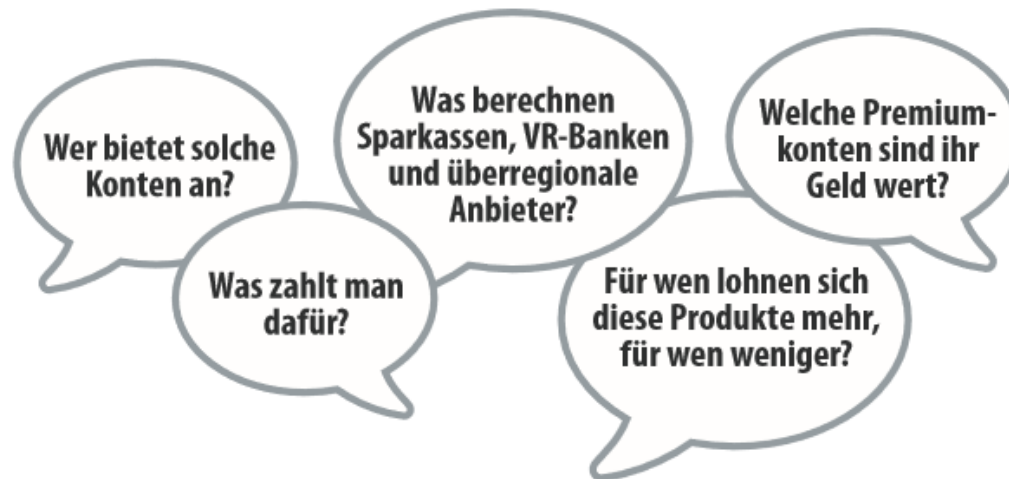 Wer bietet solche
Konten an?
Was zahlt man
dafür?
Was berechnen
Sparkassen, VR-Banken
und überregionale
Anbieter?
Für wen lohnen sich
diese Produkte mehr,
für wen weniger?
Welche Premium-
konten sind ihr
Geld wert?